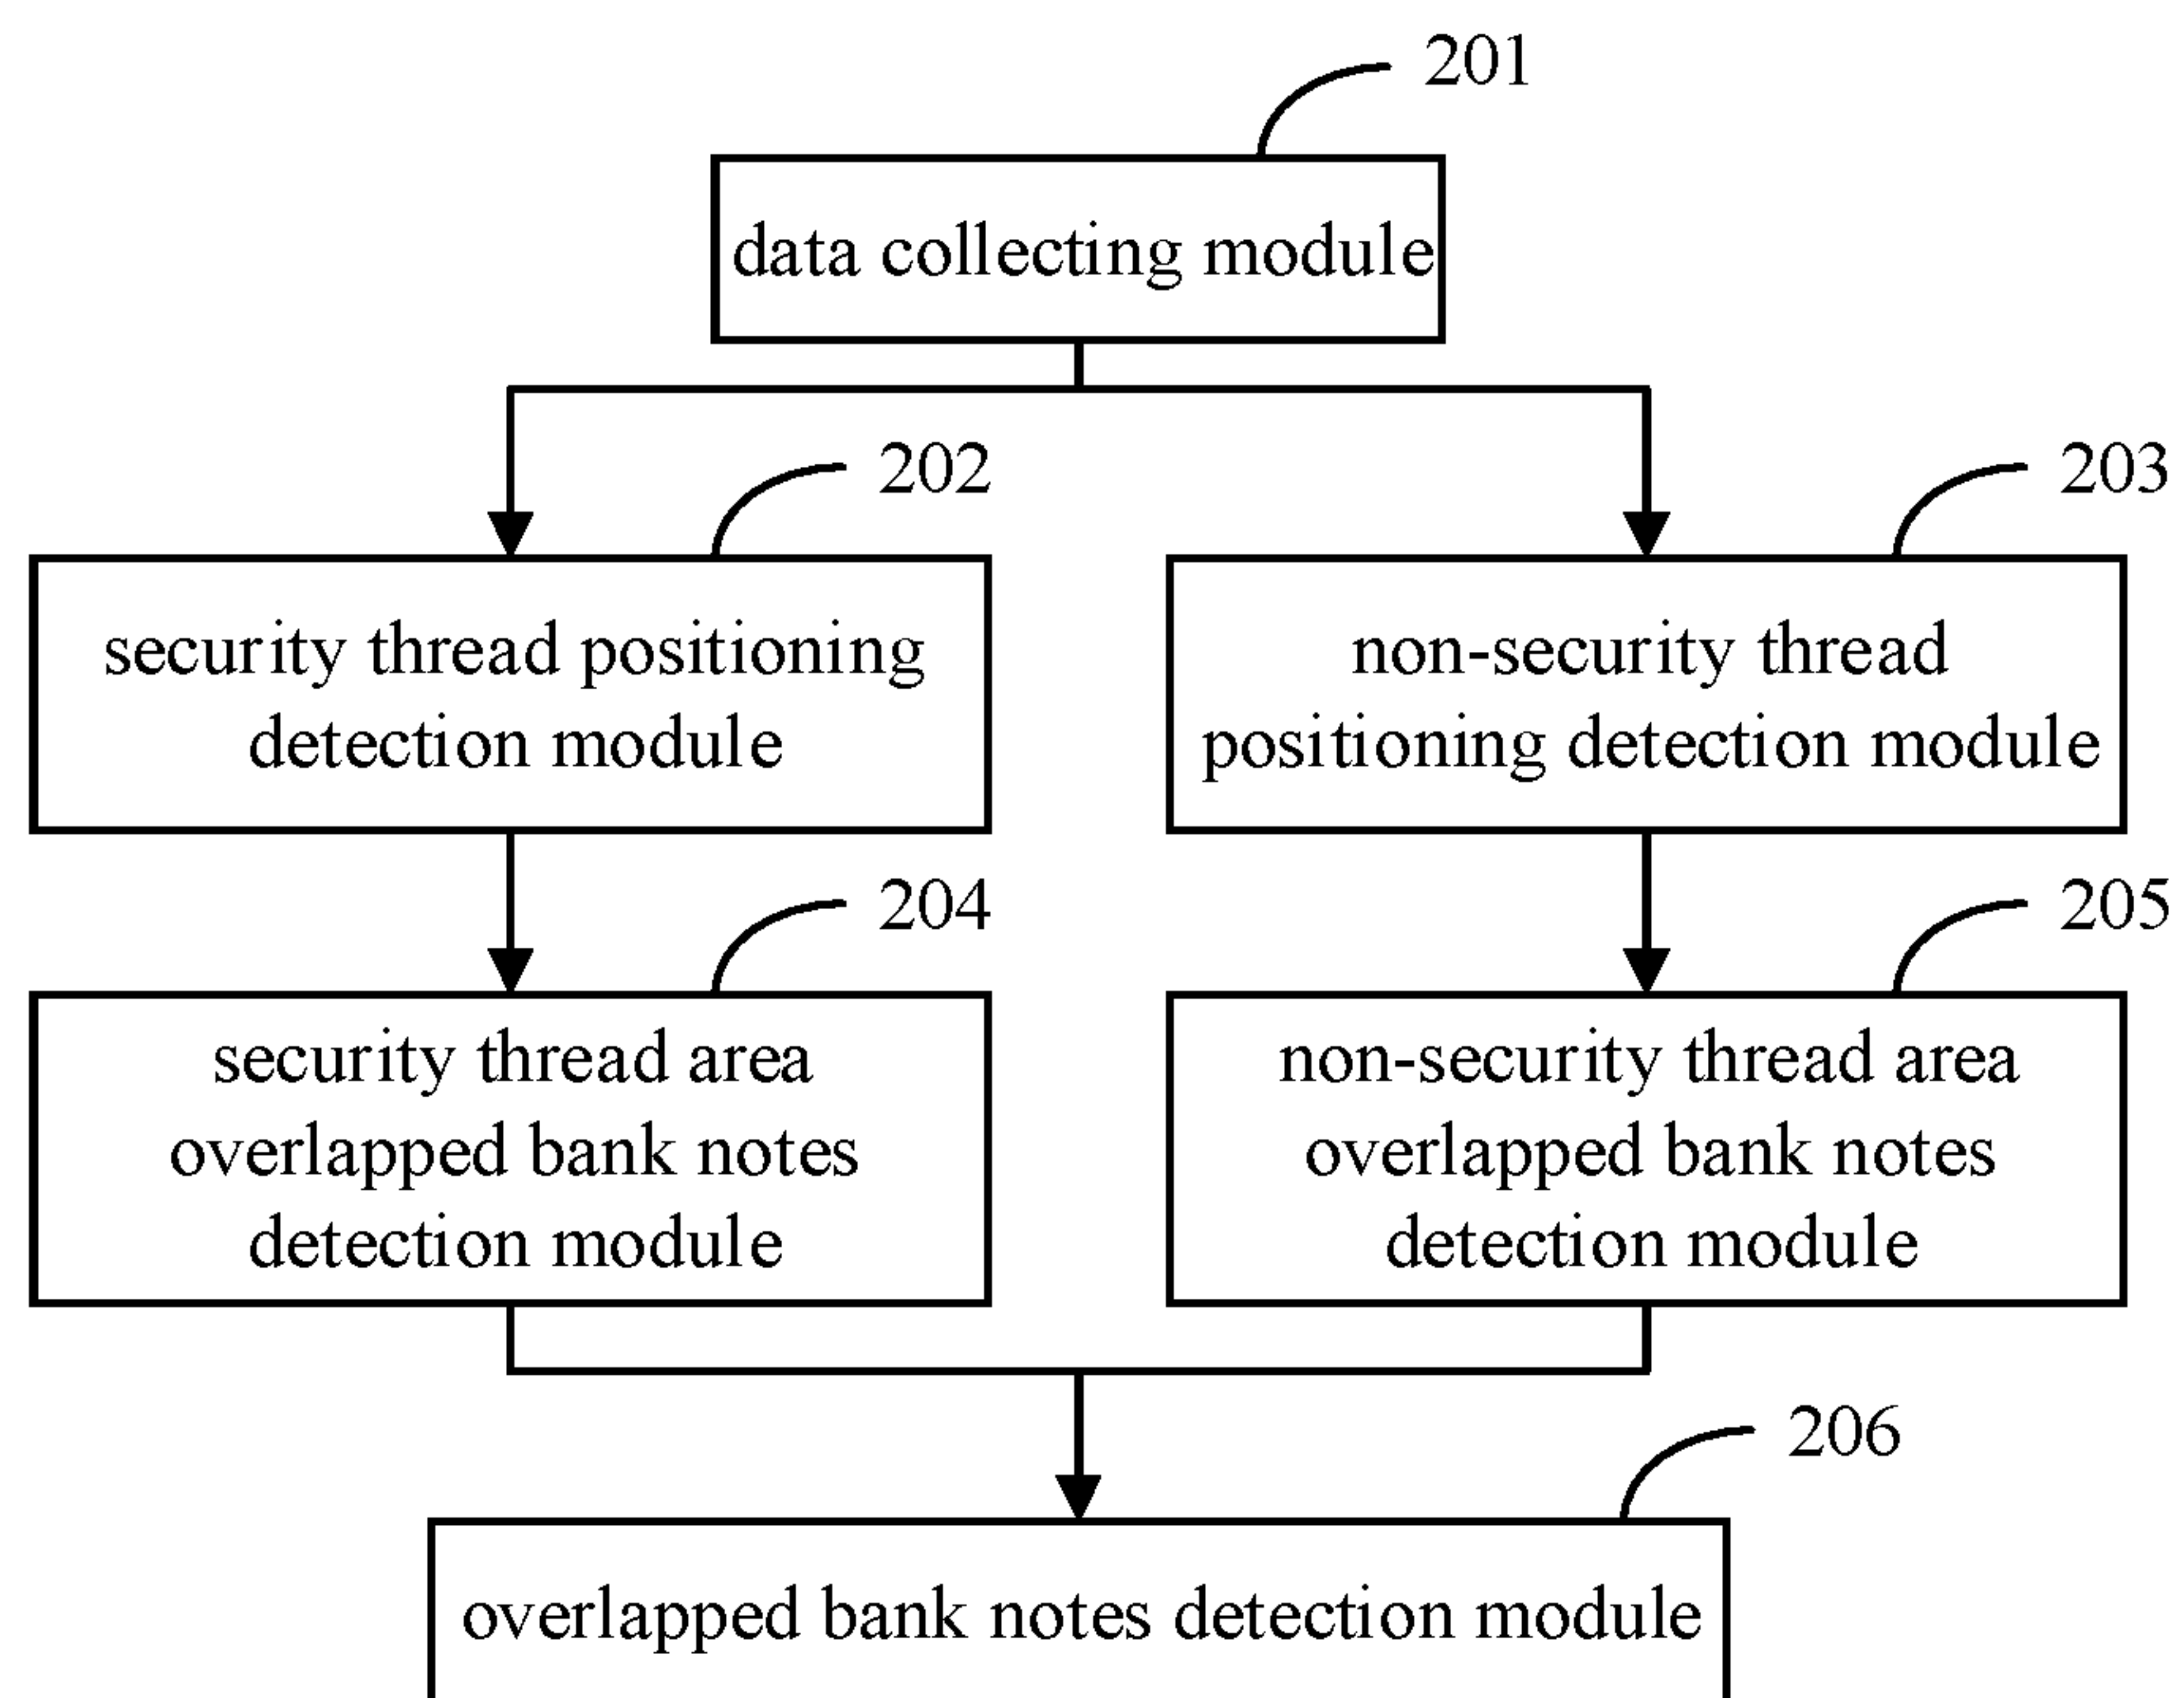 201
data collecting module
202
203
security thread positioning
detection module
non-security thread
positioning detection module
204
205
security thread area
overlapped bank notes
detection module
non-security thread area
overlapped bank notes
detection module
206
overlapped bank notes detection module